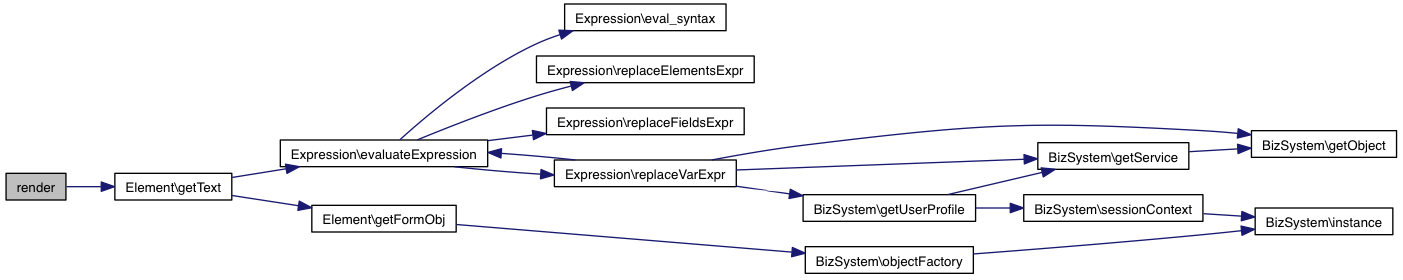 render
Element\getText
Expression\evaluateExpression
Element\getFormObj
Expression\eval_syntax
Expression\replaceElementsExpr
Expression\replaceFieldsExpr
Expression\replaceVarExpr
BizSystem\getUserProfile
BizSystem\objectFactory
BizSystem\getService
BizSystem\sessionContext
BizSystem\getObject
BizSystem\instance